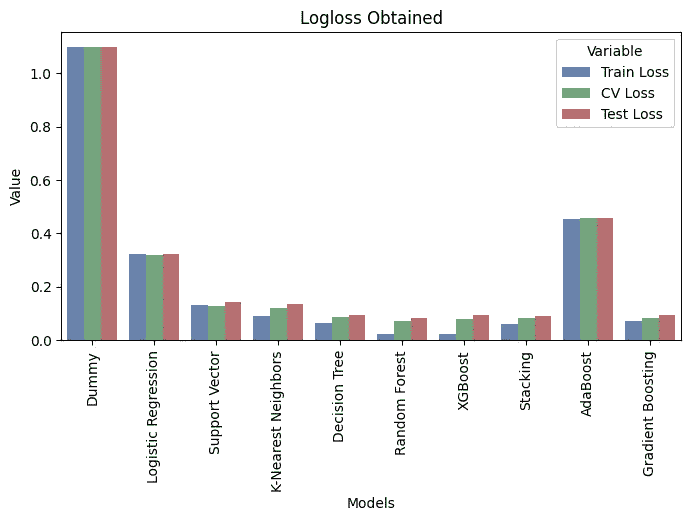 Logloss Obtained
Variable
Train Loss
CV Loss
Test Loss
Value
1.0
0.8
0.6
0.4
0.2
0.0
Dummy
Logistic Regression
Support Vector
K-Nearest Neighbors
Decision Tree
Random Forest
XGBoost
Stacking
AdaBoost
Gradient Boosting
Models